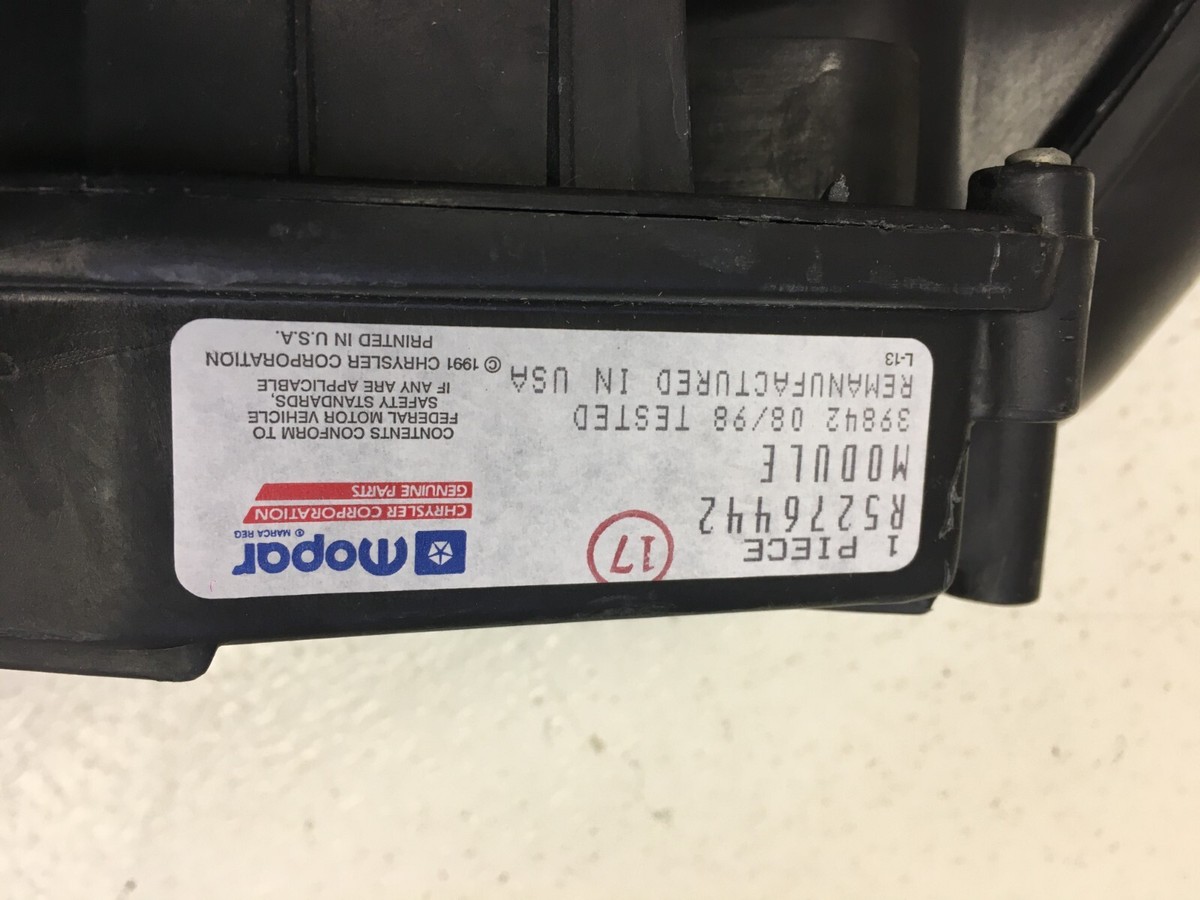 1 PIECE
17
R5276442
MODULE
39842 08/98 TESTED
REMANUFACTURED IN USA
L-13
Mopar
® MARCA REG
CHRYSLER CORPORATION
GENUINE PARTS
CONTENTS CONFORM TO
FEDERAL MOTOR VEHICLE
SAFETY STANDARDS,
IF ANY ARE APPLICABLE
© 1991 CHRYSLER CORPORATION
PRINTED IN U.S.A.